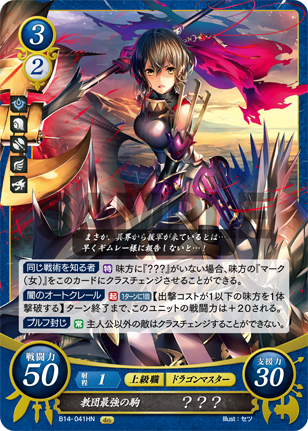 3
2
まさか、異界から援軍が来ているとは…
早くギムレー様に報告しないと…！
同じ戦術を知る者 特 味方に『???』がいない場合、味方の『マーク
（女）』をこのカードにクラスチェンジさせることができる。
闇のオートクレール 起 1ターンに1回 【出撃コストが1以下の味方を1体
撃破する】ターン終了まで、このユニットの戦闘力は＋20される。
プルフ封じ 常 主人公以外の敵はクラスチェンジすることができない。
戦闘力
50
射程 1 上級職 ドラゴンマスター
支援力
30
教団最強の駒 ？？？
B14-041HN
Illust：セツ